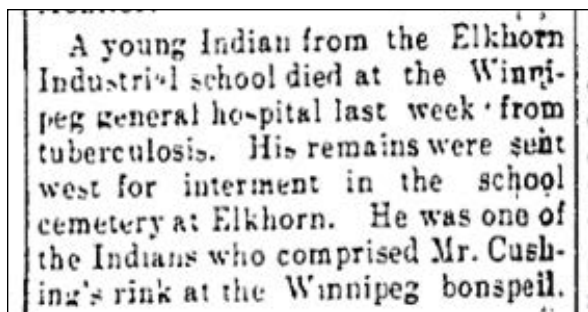 A young Indian from the Elkhorn
Industrial school died at the Winni-
peg general hospital last week from
tuberculosis. His remains were sent
west for interment in the school
cemetery at Elkhorn. He was one of
the Indians who comprised Mr. Cush-
ing's rink at the Winnipeg bonspeil.